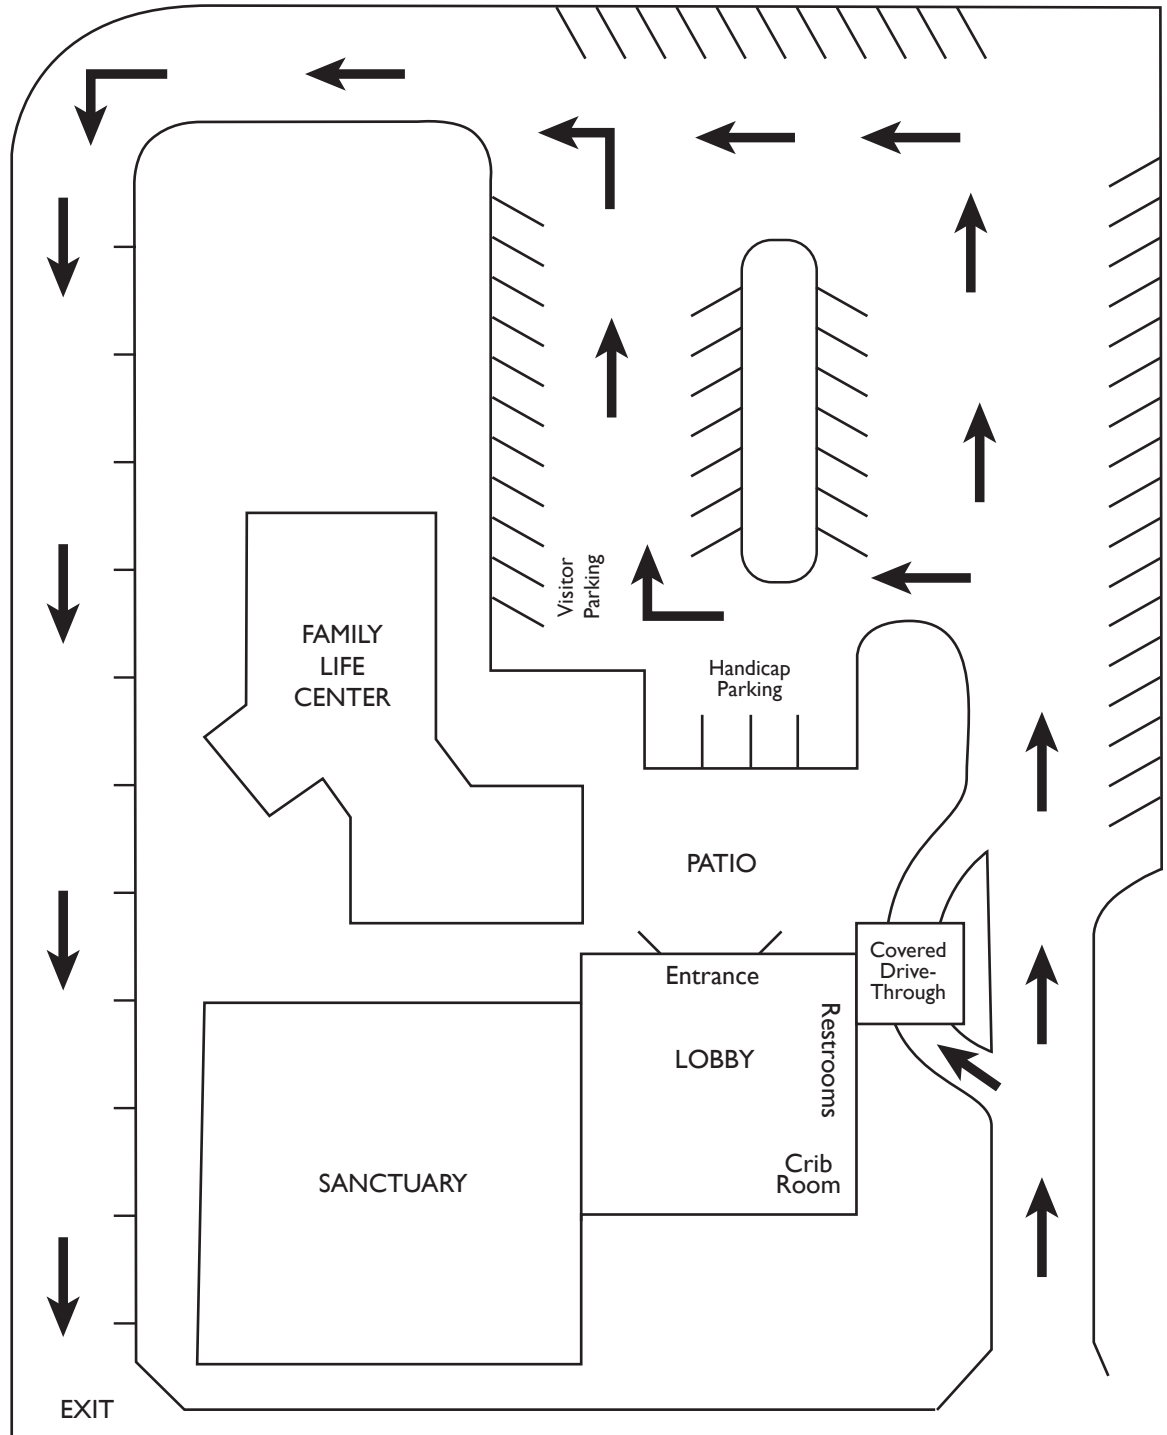 Visitor
Parking
FAMILY
LIFE
CENTER
Handicap
Parking
PATIO
Covered
Drive-
Through
Entrance
Restrooms
LOBBY
Crib
Room
SANCTUARY
EXIT